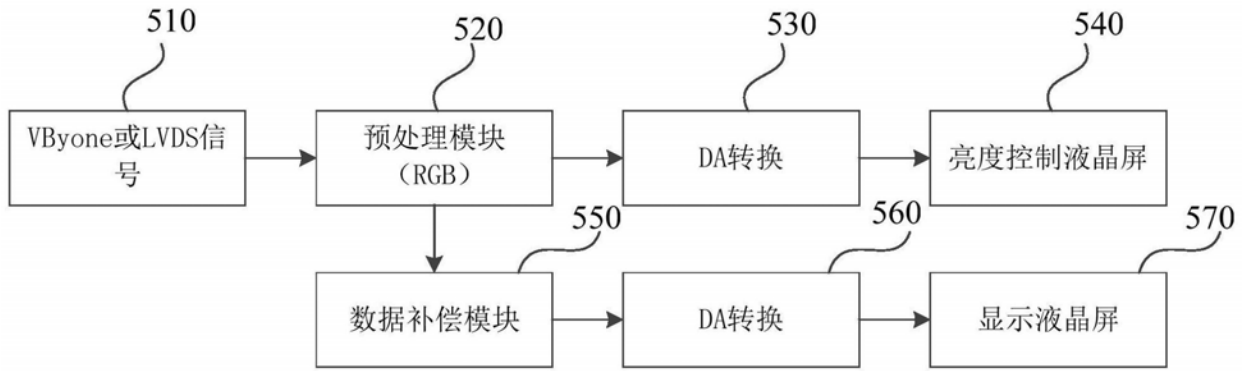 510
520
530
540
VByone或LVDS信
号
预处理模块
（RGB）
DA转换
亮度控制液晶屏
550
560
570
数据补偿模块
DA转换
显示液晶屏